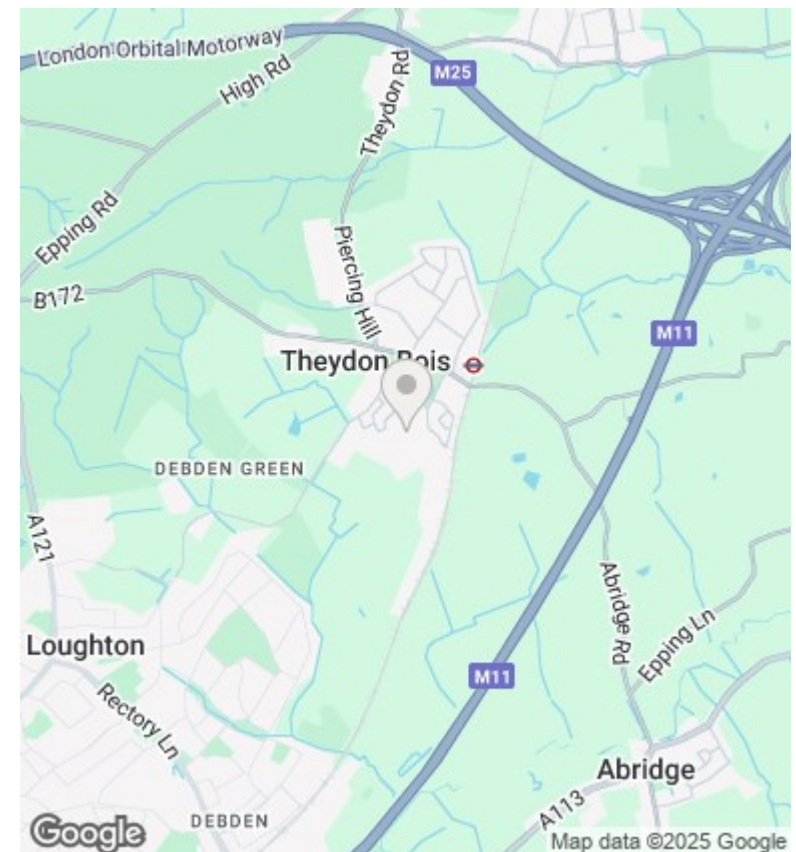 London Orbital Motorway
High Rd
Theydon Rd
M25
Epping Rd
Piercing Hill
B172
M11
Theydon Bois
DEBDEN GREEN
A121
Abridge Rd
Epping Ln
Loughton
M11
Rectory Ln
Abridge
A113
DEBDEN
Google
Map data ©2025 Google